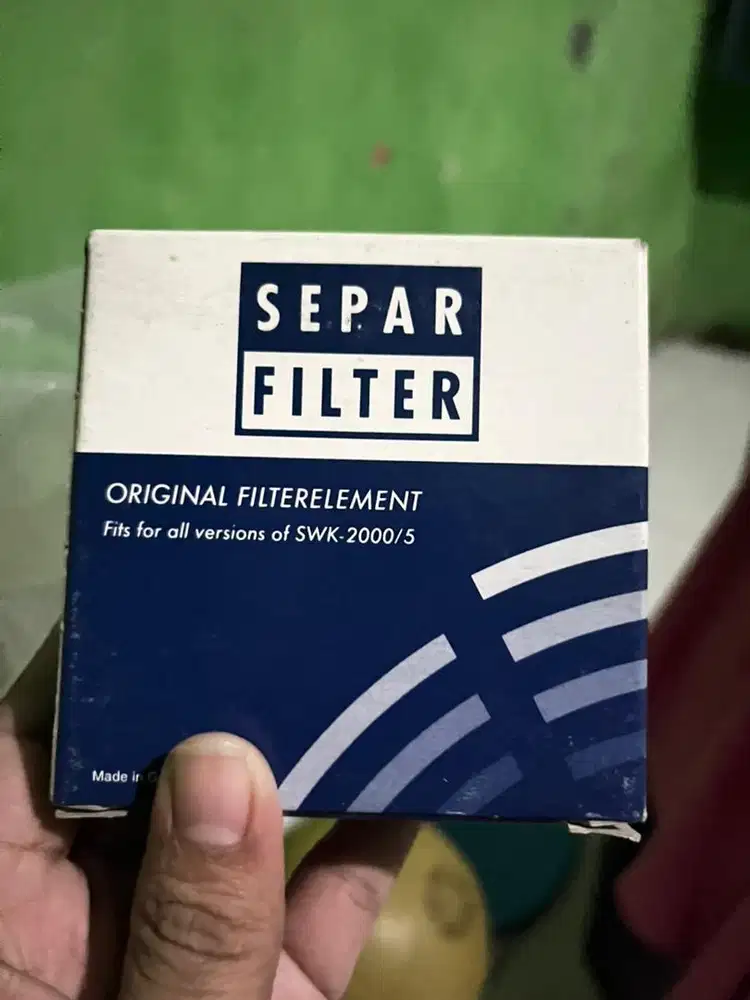 SEPAR
FILTER
ORIGINAL FILTERELEMENT
Fits for all versions of SWK-2000/5
Made in